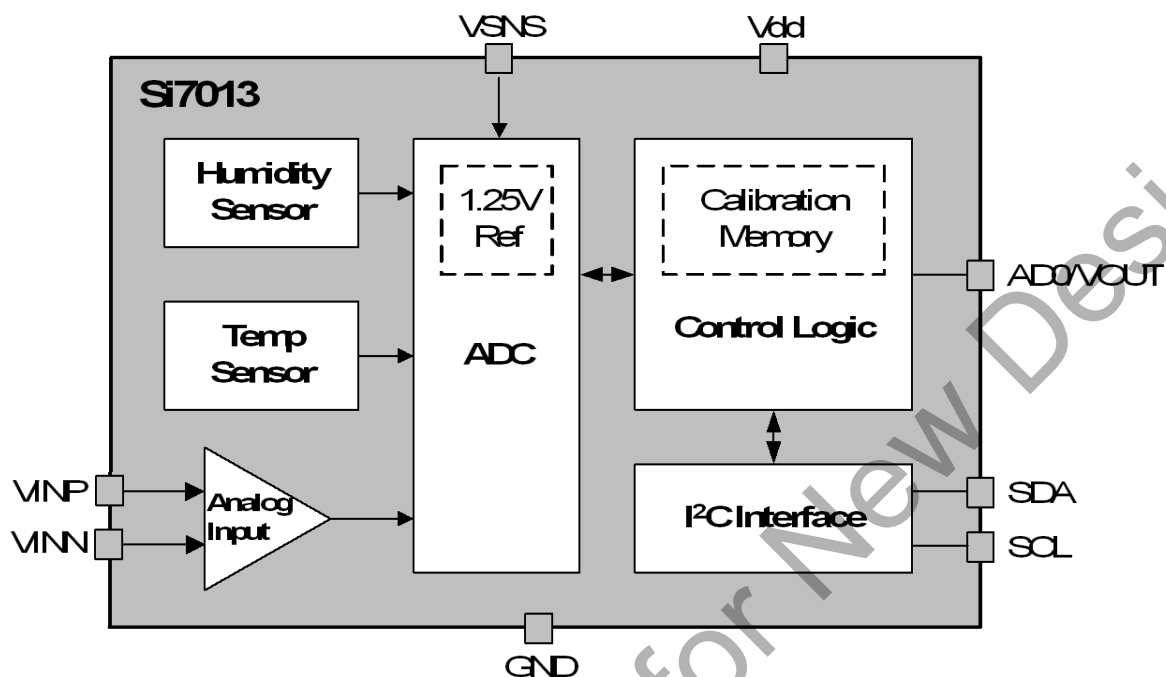 VSNS
Vdd
Si7013
Humidity
Sensor
1.25V
Ref
Calibration
Memory
AD0/VOUT
Control Logic
Temp
Sensor
ADC
VINP
VINN
Analog
Input
I²C Interface
SDA
SCL
GND
for New Desi